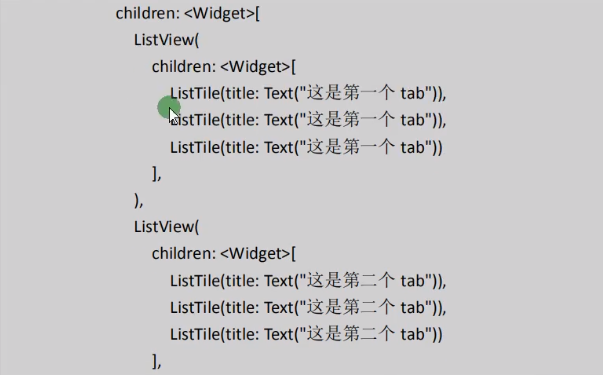 children: <Widget>[
ListView(
children: <Widget>[
ListTile(title: Text("这是第一个 tab")),
ListTile(title: Text("这是第一个 tab")),
ListTile(title: Text("这是第一个 tab"))
],
),
ListView(
children: <Widget>[
ListTile(title: Text("这是第二个 tab")),
ListTile(title: Text("这是第二个 tab")),
ListTile(title: Text("这是第二个 tab"))
],